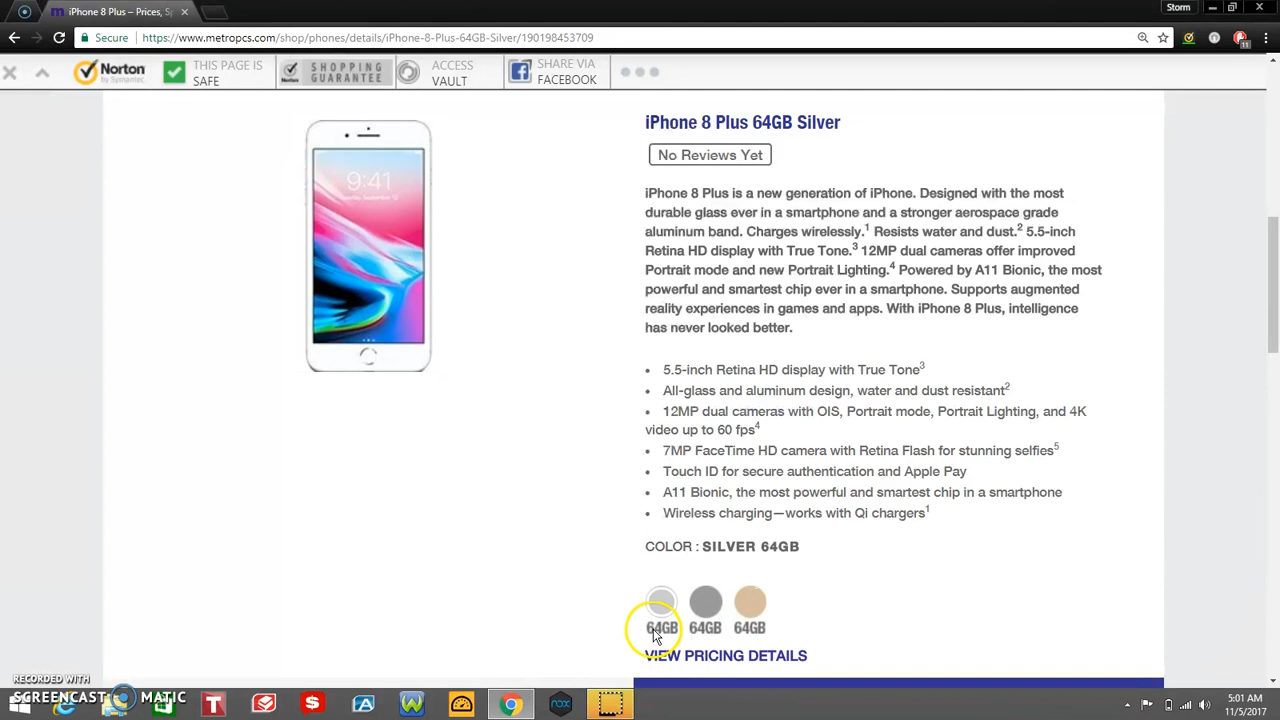 iPhone 8 Plus – Prices, Sp
Storm
Secure
https://www.metropcs.com/shop/phones/details/iPhone-8-Plus-64GB-Silver/190198453709
11
Norton
by Symantec
THIS PAGE IS
SAFE
Norton
SHOPPING
GUARANTEE
ACCESS
VAULT
SHARE VIA
FACEBOOK
9:41
iPhone 8 Plus 64GB Silver
No Reviews Yet
iPhone 8 Plus is a new generation of iPhone. Designed with the most
durable glass ever in a smartphone and a stronger aerospace grade
aluminum band. Charges wirelessly.1 Resists water and dust.2 5.5-inch
Retina HD display with True Tone.3 12MP dual cameras offer improved
Portrait mode and new Portrait Lighting.4 Powered by A11 Bionic, the most
powerful and smartest chip ever in a smartphone. Supports augmented
reality experiences in games and apps. With iPhone 8 Plus, intelligence
has never looked better.
• 5.5-inch Retina HD display with True Tone3
• All-glass and aluminum design, water and dust resistant2
• 12MP dual cameras with OIS, Portrait mode, Portrait Lighting, and 4K
video up to 60 fps4
• 7MP FaceTime HD camera with Retina Flash for stunning selfies5
• Touch ID for secure authentication and Apple Pay
• A11 Bionic, the most powerful and smartest chip in a smartphone
• Wireless charging—works with Qi chargers1
COLOR : SILVER 64GB
64GB 64GB 64GB
VIEW PRICING DETAILS
RECORDED WITH
SCREENCAST MATIC
nox
5:01 AM
11/5/2017